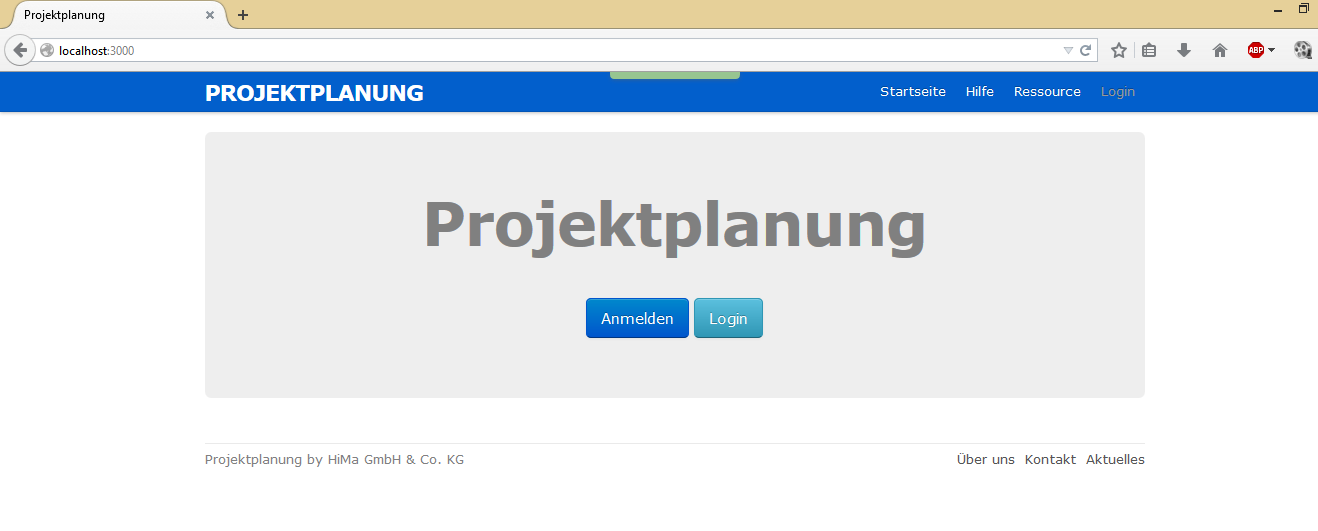 Projektplanung
localhost:3000
ABP
PROJEKTPLANUNG Startseite Hilfe Ressource Login
Projektplanung
Anmelden Login
Projektplanung by HiMa GmbH & Co. KG Über uns Kontakt Aktuelles